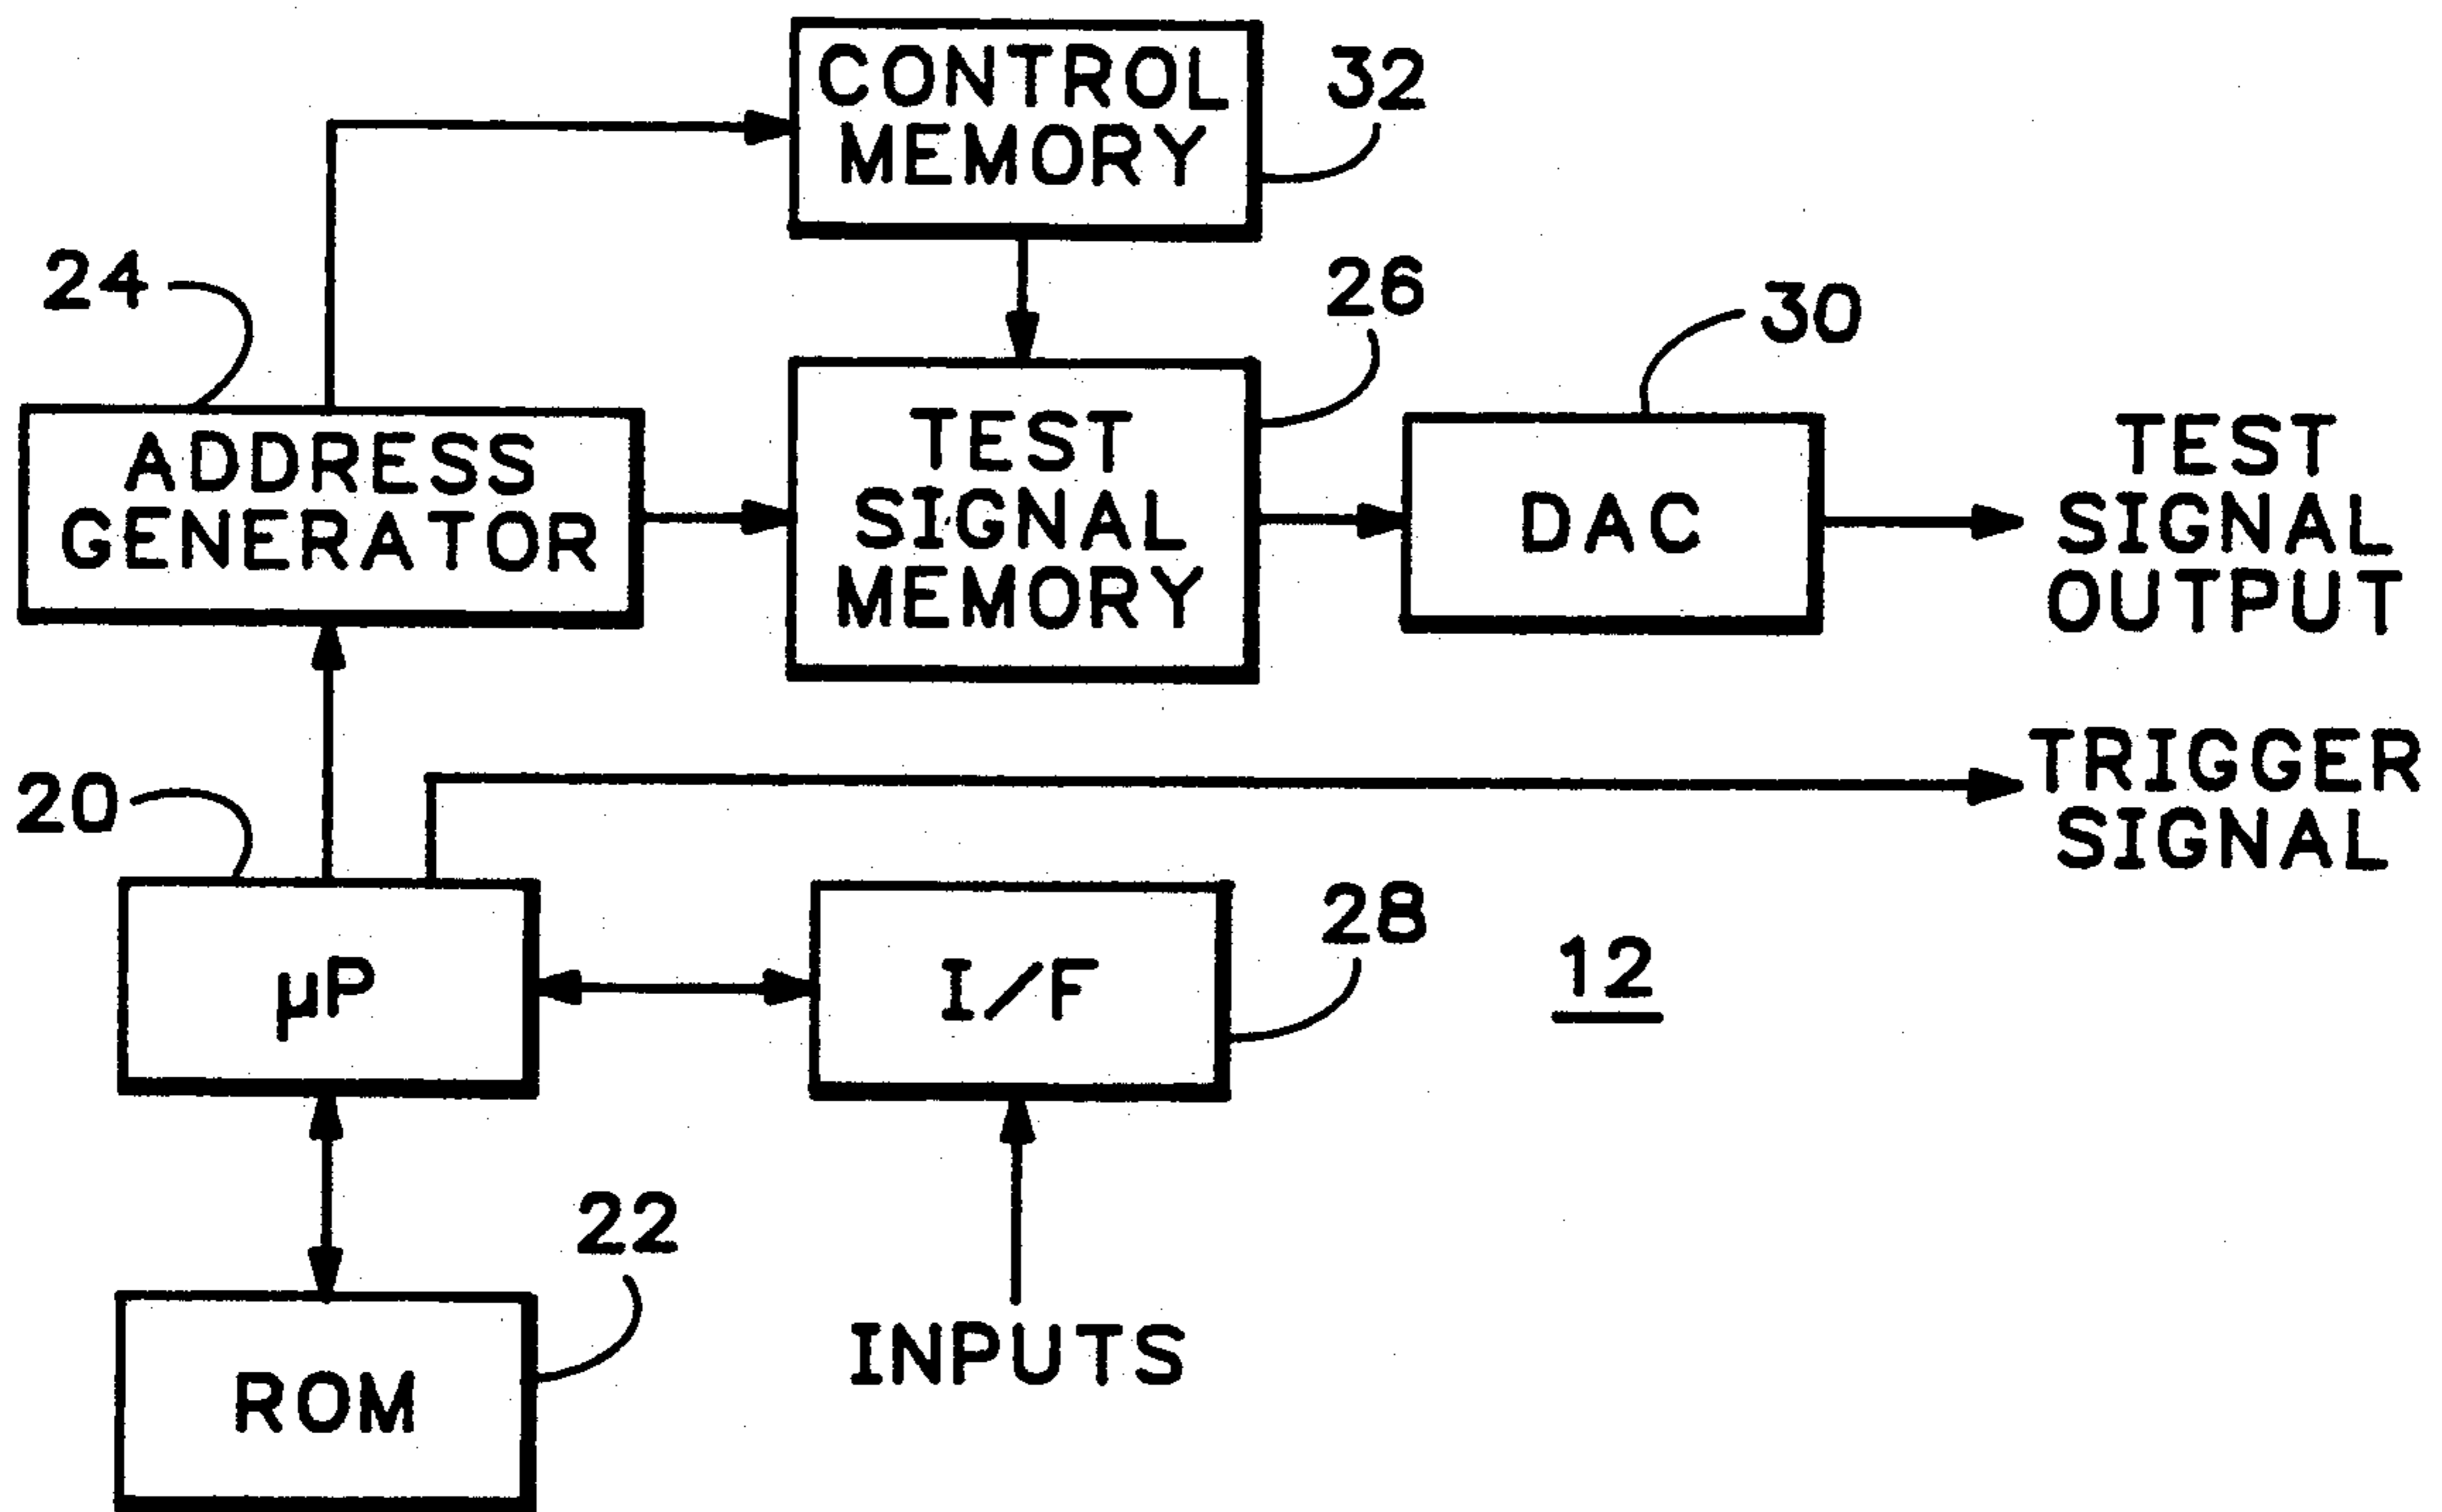 CONTROL
MEMORY
32
24
26
30
ADDRESS
GENERATOR
TEST
SIGNAL
MEMORY
DAC
TEST
SIGNAL
OUTPUT
TRIGGER
SIGNAL
20
µP
I/F
28
12
22
INPUTS
ROM